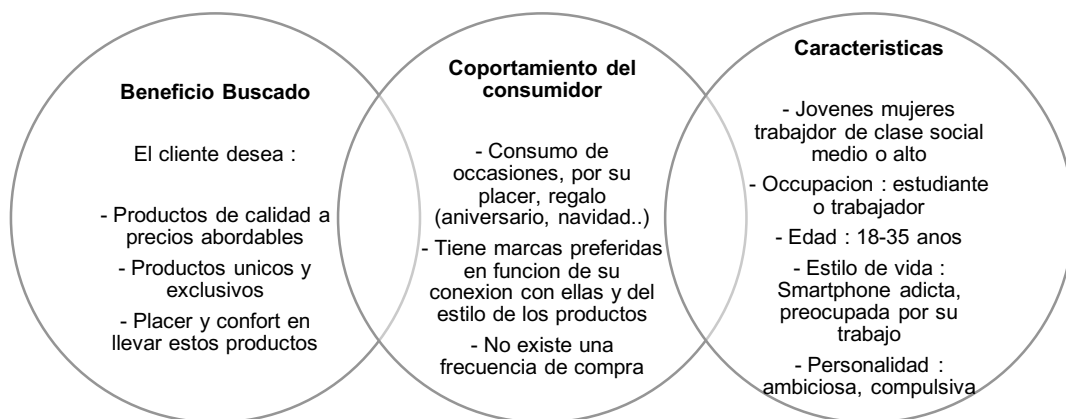 Beneficio Buscado
El cliente desea :
- Productos de calidad a
precios abordables
- Productos unicos y
exclusivos
- Placer y confort en
llevar estos productos
Coportamiento del
consumidor
- Consumo de
occasiones, por su
placer, regalo
(aniversario, navidad..)
- Tiene marcas preferidas
en funcion de su
conexion con ellas y del
estilo de los productos
- No existe una
frecuencia de compra
Caracteristicas
- Jovenes mujeres
trabajdor de clase social
medio o alto
- Occupacion : estudiante
o trabajador
- Edad : 18-35 anos
- Estilo de vida :
Smartphone adicta,
preocupada por su
trabajo
- Personalidad :
ambiciosa, compulsiva